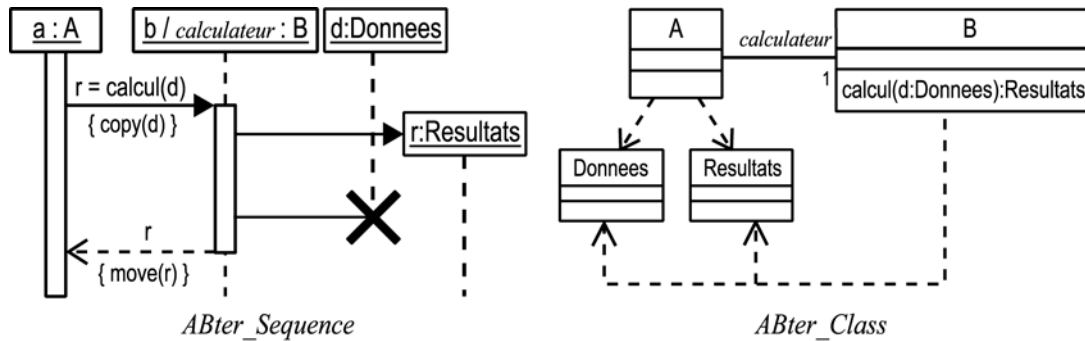 a : A
b / calculateur : B
d:Donnees
r = calcul(d)
{ copy(d) }
r:Resultats
r
{ move(r) }
ABter_Sequence
A
calculateur
1
B
calcul(d:Donnees):Resultats
Donnees
Resultats
ABter_Class